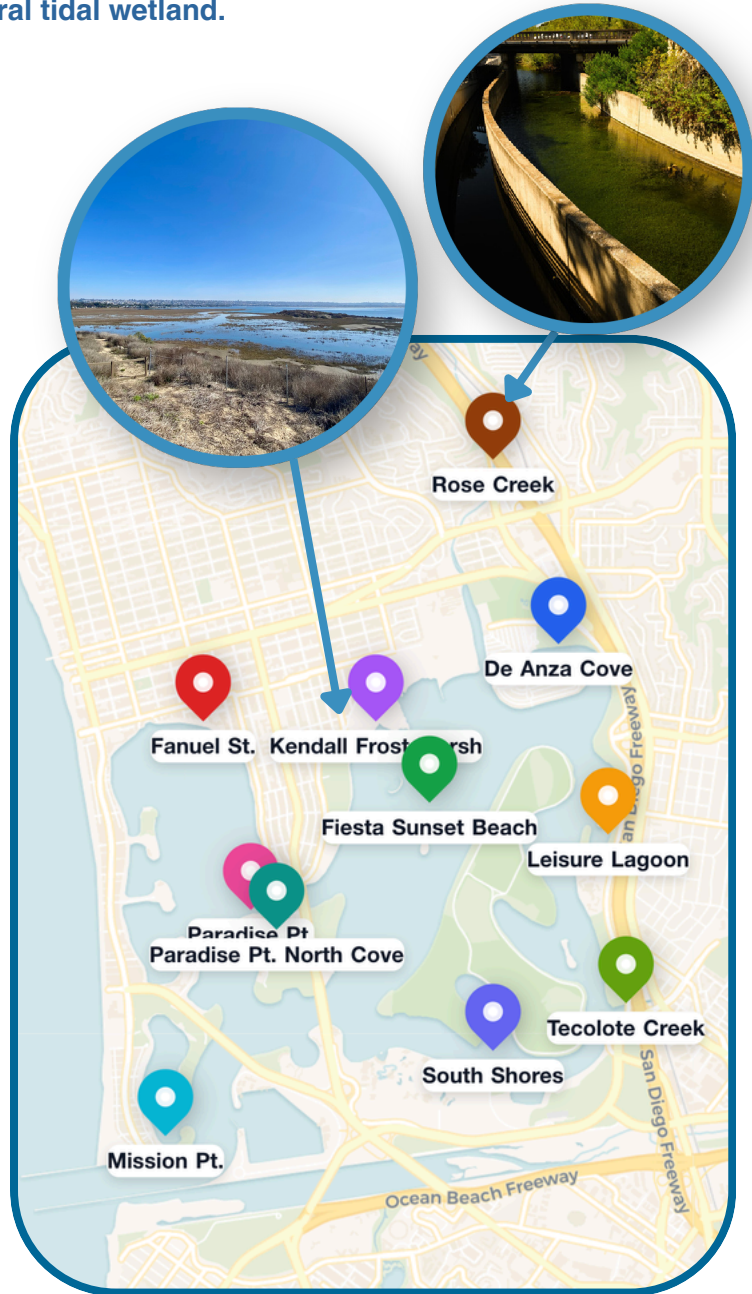 ral tidal wetland.
ay
Rose Creek
De Anza Cove
Fanuel St.
Kendall Frost rsh
Fiesta Sunset Beach
an Diego Freeway
Leisure Lagoon
Paradise Pt.
Paradise Pt. North Cove
Tecolote Creek
South Shores
San Diego Freeway
Mission Pt.
Ocean Beach Freeway